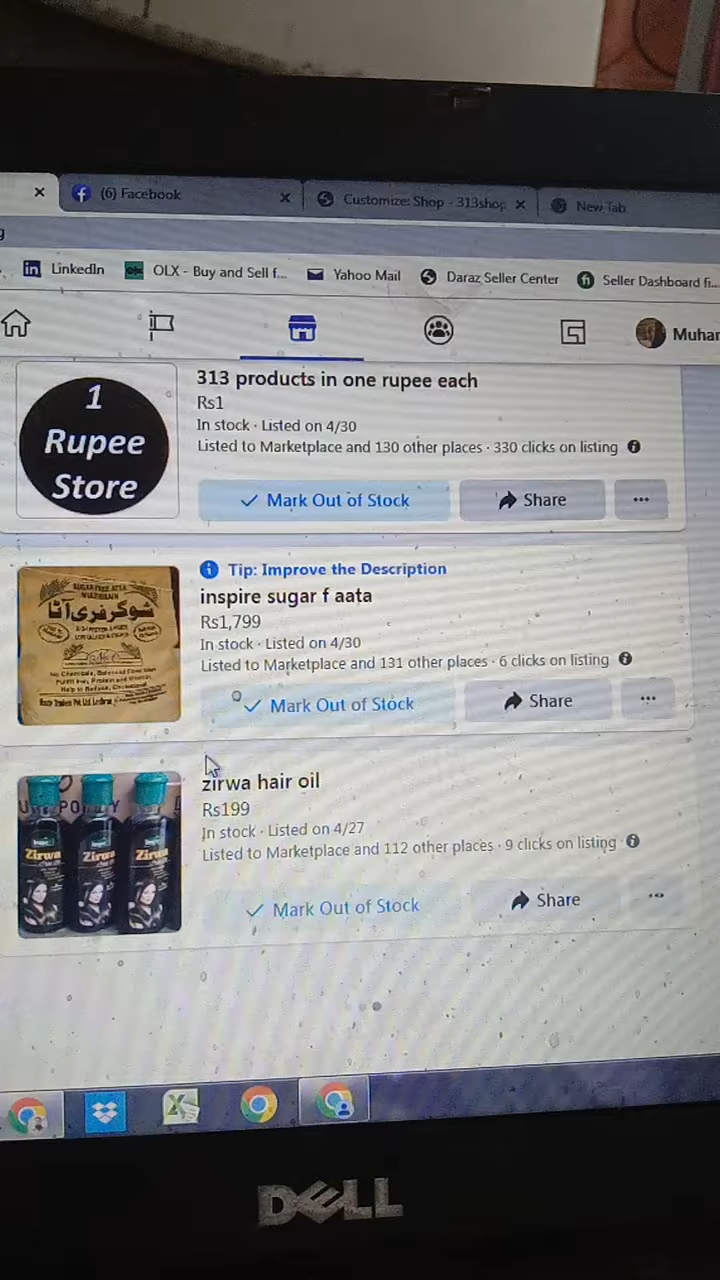 (6) Facebook
Customize: Shop - 313shop
New Tab
LinkedIn
OLX - Buy and Sell f...
Yahoo Mail
Daraz Seller Center
Seller Dashboard fi...
Muhar
1
Rupee
Store
313 products in one rupee each
Rs1
In stock · Listed on 4/30
Listed to Marketplace and 130 other places · 330 clicks on listing
Mark Out of Stock
Share
شوگر فری آٹا
Tip: Improve the Description
inspire sugar f aata
Rs1,799
In stock · Listed on 4/30
Listed to Marketplace and 131 other places · 6 clicks on listing
Mark Out of Stock
Share
Zirwa
Zirwa
Zirwa
zirwa hair oil
Rs199
In stock · Listed on 4/27
Listed to Marketplace and 112 other places · 9 clicks on listing
Mark Out of Stock
Share
DELL